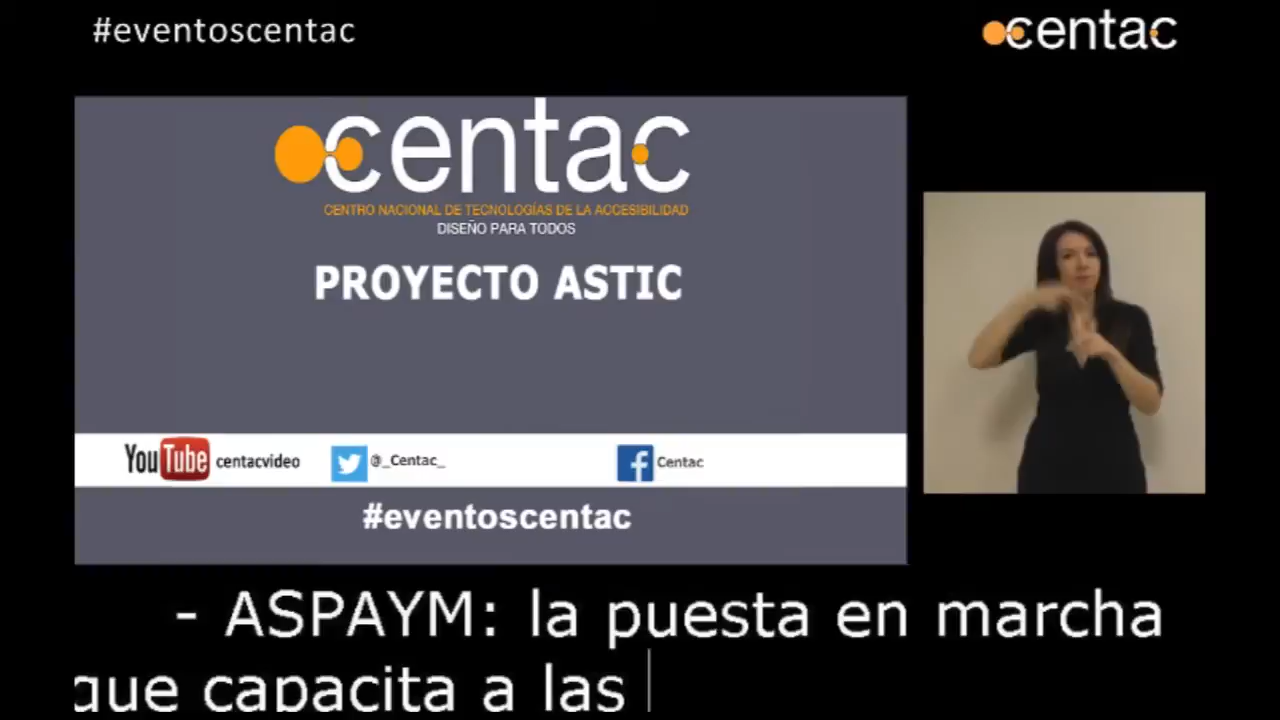 #eventoscentac
centac
centac
CENTRO NACIONAL DE TECNOLOGÍAS DE LA ACCESIBILIDAD
DISEÑO PARA TODOS
PROYECTO ASTIC
YouTube centacvideo @_Centac_ Centac
#eventoscentac
- ASPAYM: la puesta en marcha
que capacita a las